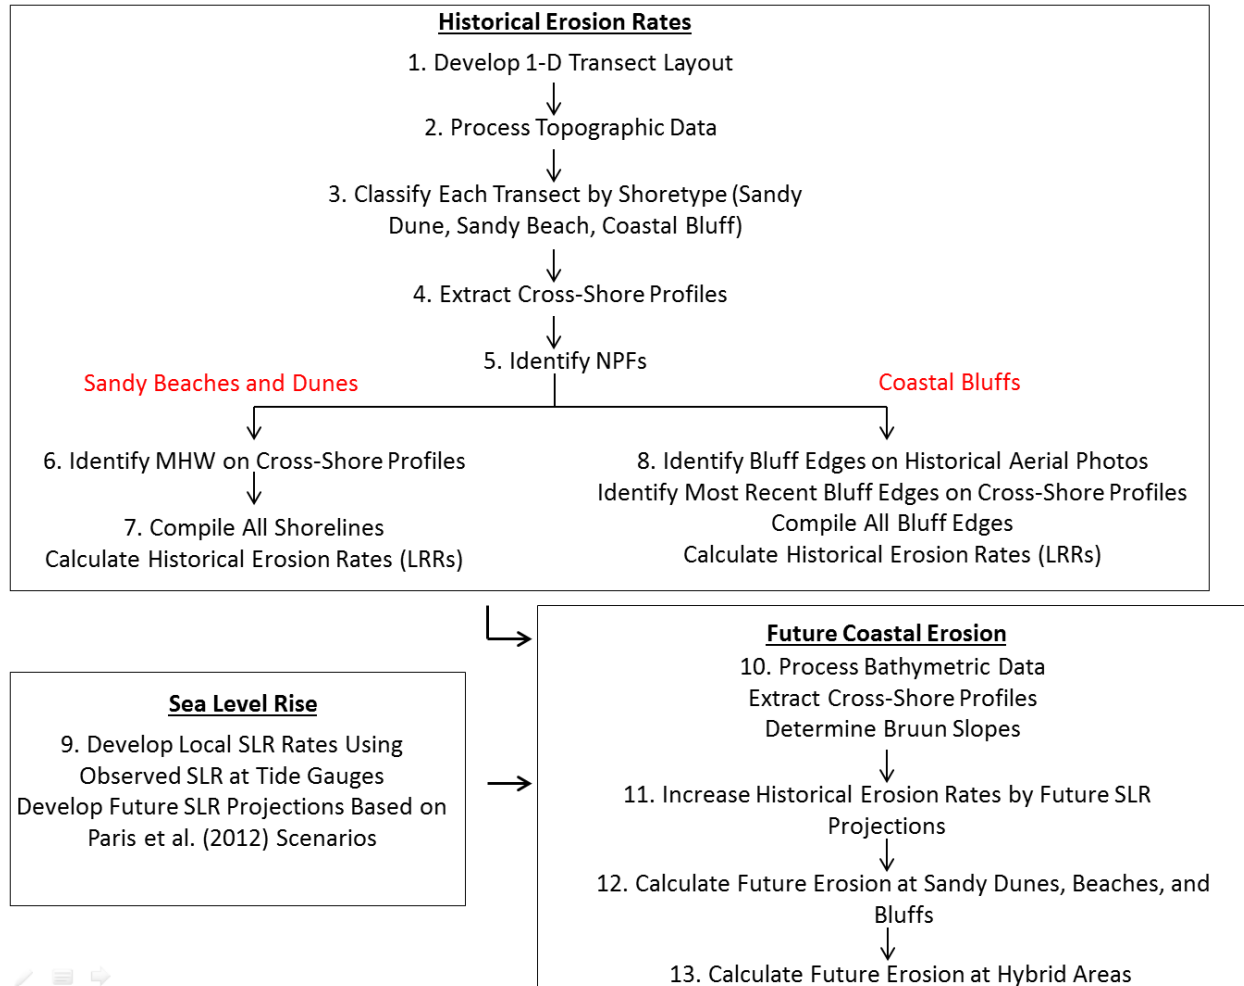 Historical Erosion Rates
1. Develop 1-D Transect Layout
2. Process Topographic Data
3. Classify Each Transect by Shoretype (Sandy
Dune, Sandy Beach, Coastal Bluff)
4. Extract Cross-Shore Profiles
5. Identify NPFs
Sandy Beaches and Dunes
Coastal Bluffs
6. Identify MHW on Cross-Shore Profiles
7. Compile All Shorelines
Calculate Historical Erosion Rates (LRRs)
8. Identify Bluff Edges on Historical Aerial Photos
Identify Most Recent Bluff Edges on Cross-Shore Profiles
Compile All Bluff Edges
Calculate Historical Erosion Rates (LRRs)
Sea Level Rise
9. Develop Local SLR Rates Using
Observed SLR at Tide Gauges
Develop Future SLR Projections Based on
Paris et al. (2012) Scenarios
Future Coastal Erosion
10. Process Bathymetric Data
Extract Cross-Shore Profiles
Determine Bruun Slopes
11. Increase Historical Erosion Rates by Future SLR
Projections
12. Calculate Future Erosion at Sandy Dunes, Beaches, and
Bluffs
13. Calculate Future Erosion at Hybrid Areas